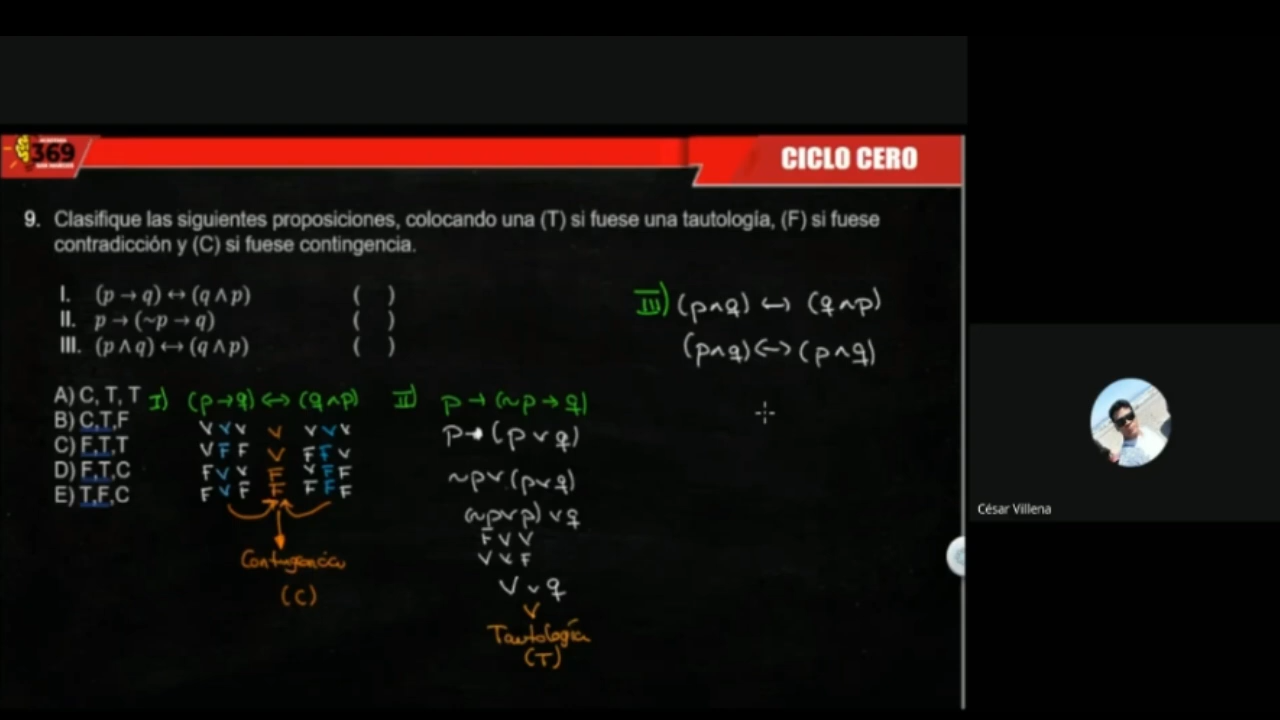 369
CICLO CERO
9. Clasifique las siguientes proposiciones, colocando una (T) si fuese una tautología, (F) si fuese
contradicción y (C) si fuese contingencia.
I. (p → q) ↔ (q ∧ p) ( )
II. p → (~p → q) ( )
III. (p ∧ q) ↔ (q ∧ p) ( )
A) C, T, T
B) C,T,F
C) F,T,T
D) F,T,C
E) T,F,C
I) (p→q) ↔ (q∧p)
V V V V V V V
V F F V F F V
F V V F V F F
F V F F F F F
Contingencia
(C)
II) p → (~p → q)
p → (p ∨ q)
~p ∨ (p ∨ q)
(~p ∨ p) ∨ q
F V V
V V F
V ∨ q
V
Tautología
(T)
III) (p∧q) ↔ (q∧p)
(p∧q) ↔ (p∧q)
César Villena